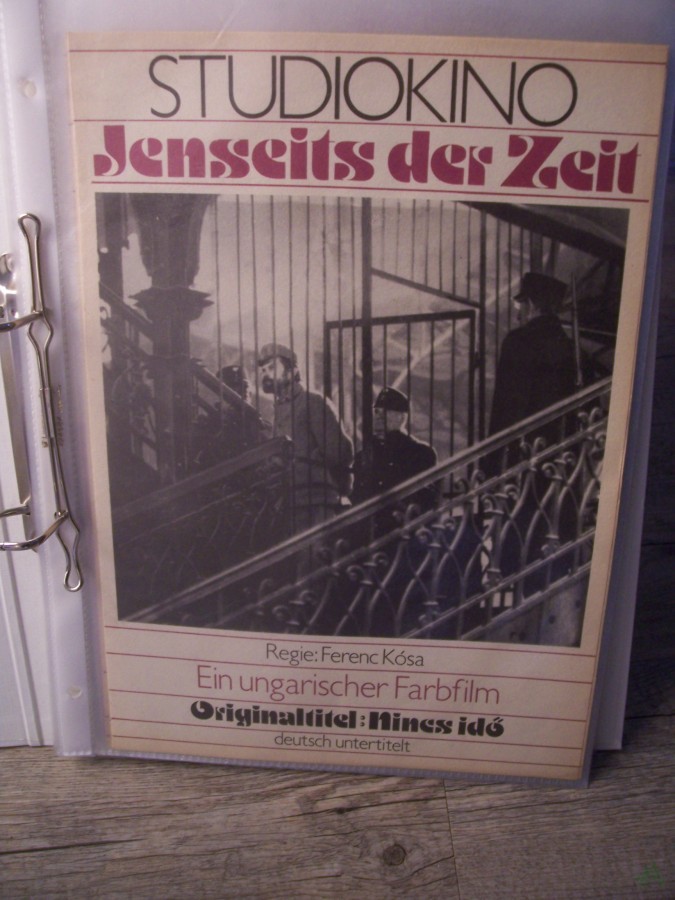 STUDIOKINO
Jenseits der Zeit
Regie: Ferenc Kósa
Ein ungarischer Farbfilm
Originaltitel: Nincs idő
deutsch untertitelt